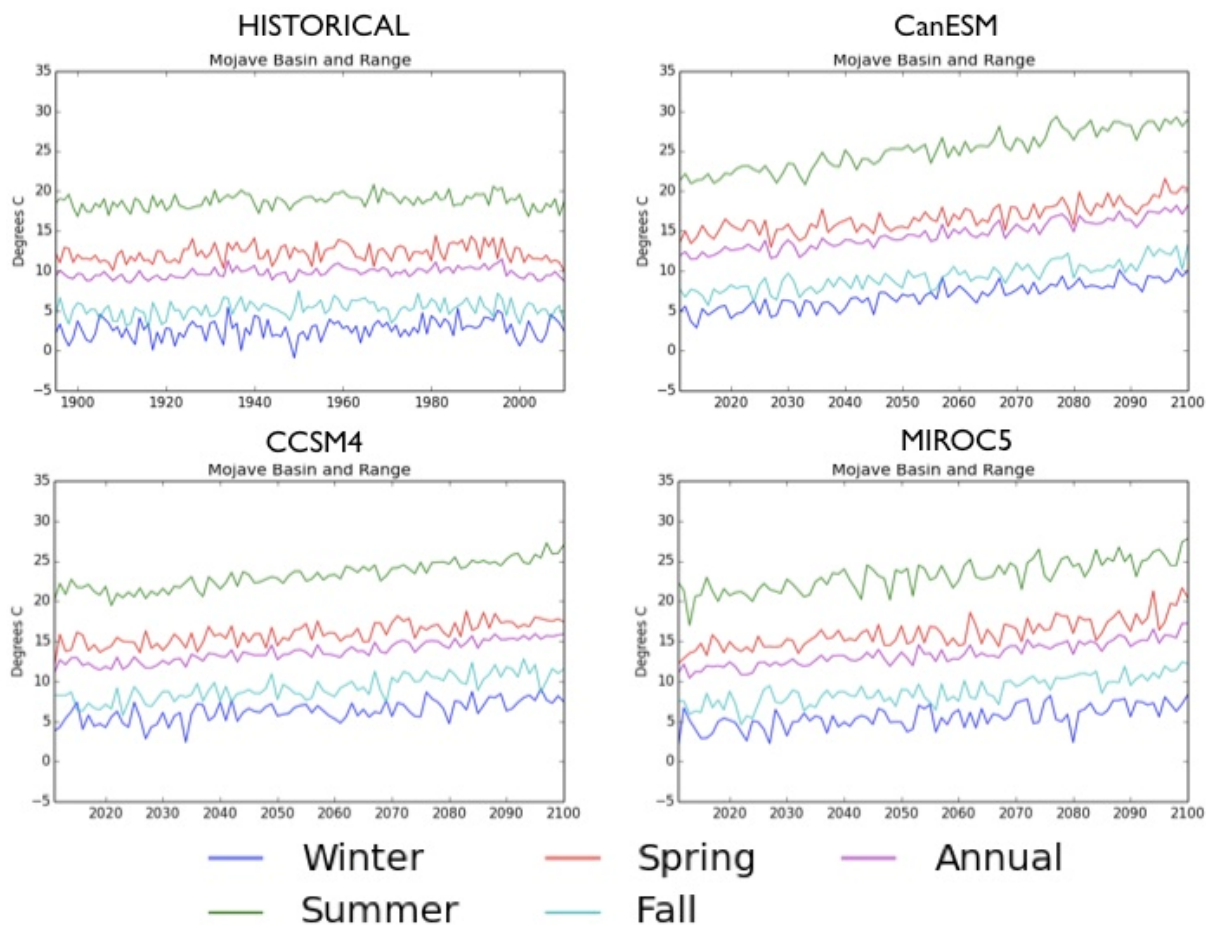 HISTORICAL
Mojave Basin and Range
35
30
25
20
15
10
5
0
−5
Degrees C
1900 1920 1940 1960 1980 2000
CanESM
Mojave Basin and Range
35
30
25
20
15
10
5
0
−5
Degrees C
2020 2030 2040 2050 2060 2070 2080 2090 2100
CCSM4
Mojave Basin and Range
35
30
25
20
15
10
5
0
−5
Degrees C
2020 2030 2040 2050 2060 2070 2080 2090 2100
MIROC5
Mojave Basin and Range
35
30
25
20
15
10
5
0
−5
Degrees C
2020 2030 2040 2050 2060 2070 2080 2090 2100
Winter Spring Annual
Summer Fall